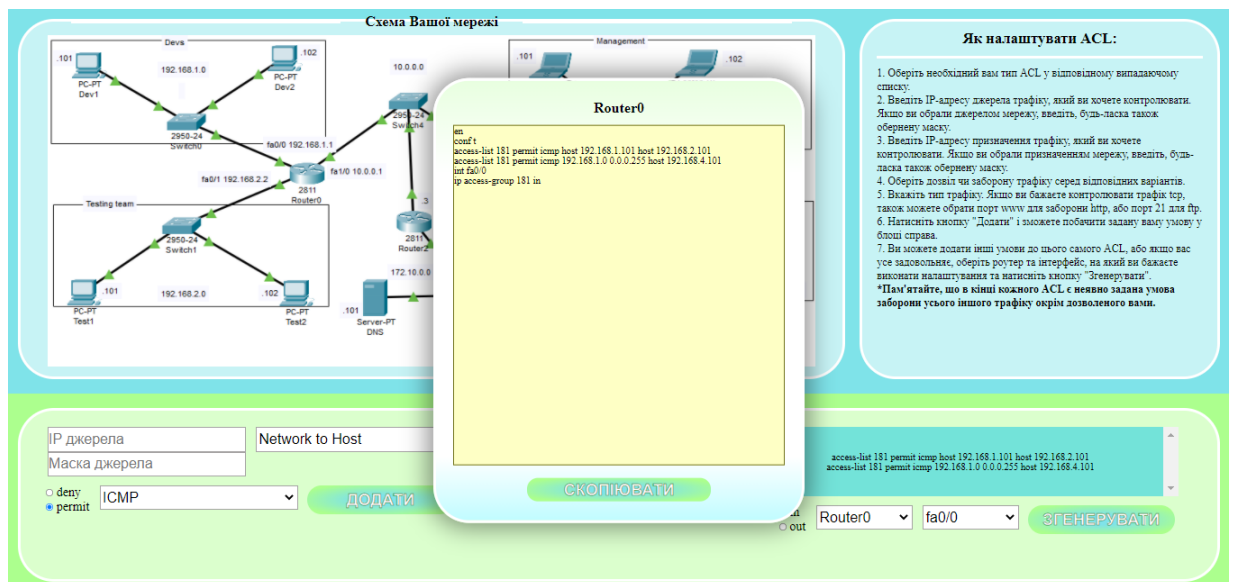 Схема Вашої мережі
Devs
.101
.102
192.168.1.0
PC-PT
Dev1
PC-PT
Dev2
2950-24
Switch0
fa0/0 192.168.1.1
10.0.0.0
2950-24
Switch4
fa0/1 192.168.2.2
fa1/0 10.0.0.1
2811
Router0
Testing team
2950-24
Switch1
.101
192.168.2.0
.102
PC-PT
Test1
PC-PT
Test2
.3
2811
Router2
172.10.0.0
.101
Server-PT
DNS
Management
.101
.102
Router0
en
conf t
access-list 181 permit icmp host 192.168.1.101 host 192.168.2.101
access-list 181 permit icmp 192.168.1.0 0.0.0.255 host 192.168.4.101
int fa0/0
ip access-group 181 in
СКОПІЮВАТИ
Як налаштувати ACL:
1. Оберіть необхідний вам тип ACL у відповідному випадаючому
списку.
2. Введіть IP-адресу джерела трафіку, який ви хочете контролювати.
Якщо ви обрали джерелом мережу, введіть, будь-ласка також
обернену маску.
3. Введіть IP-адресу призначення трафіку, який ви хочете
контролювати. Якщо ви обрали призначенням мережу, введіть, будь-
ласка також обернену маску.
4. Оберіть дозвіл чи заборону трафіку серед відповідних варіантів.
5. Вкажіть тип трафіку. Якщо ви бажаєте контролювати трафік tcp,
також можете обрати порт www для заборони http, або порт 21 для ftp.
6. Натисніть кнопку "Додати" і зможете побачити задану вами умову у
блоці справа.
7. Ви можете додати інші умови до цього самого ACL, або якщо вас
усе задовольняє, оберіть роутер та інтерфейс, на який ви бажаєте
виконати налаштування та натисніть кнопку "Згенерувати".
*Пам'ятайте, що в кінці кожного ACL є неявно задана умова
заборони усього іншого трафіку окрім дозволеного вами.
IP джерела
Network to Host
Маска джерела
deny
permit
ICMP
ДОДАТИ
access-list 181 permit icmp host 192.168.1.101 host 192.168.2.101
access-list 181 permit icmp 192.168.1.0 0.0.0.255 host 192.168.4.101
out
Router0
fa0/0
ЗГЕНЕРУВАТИ